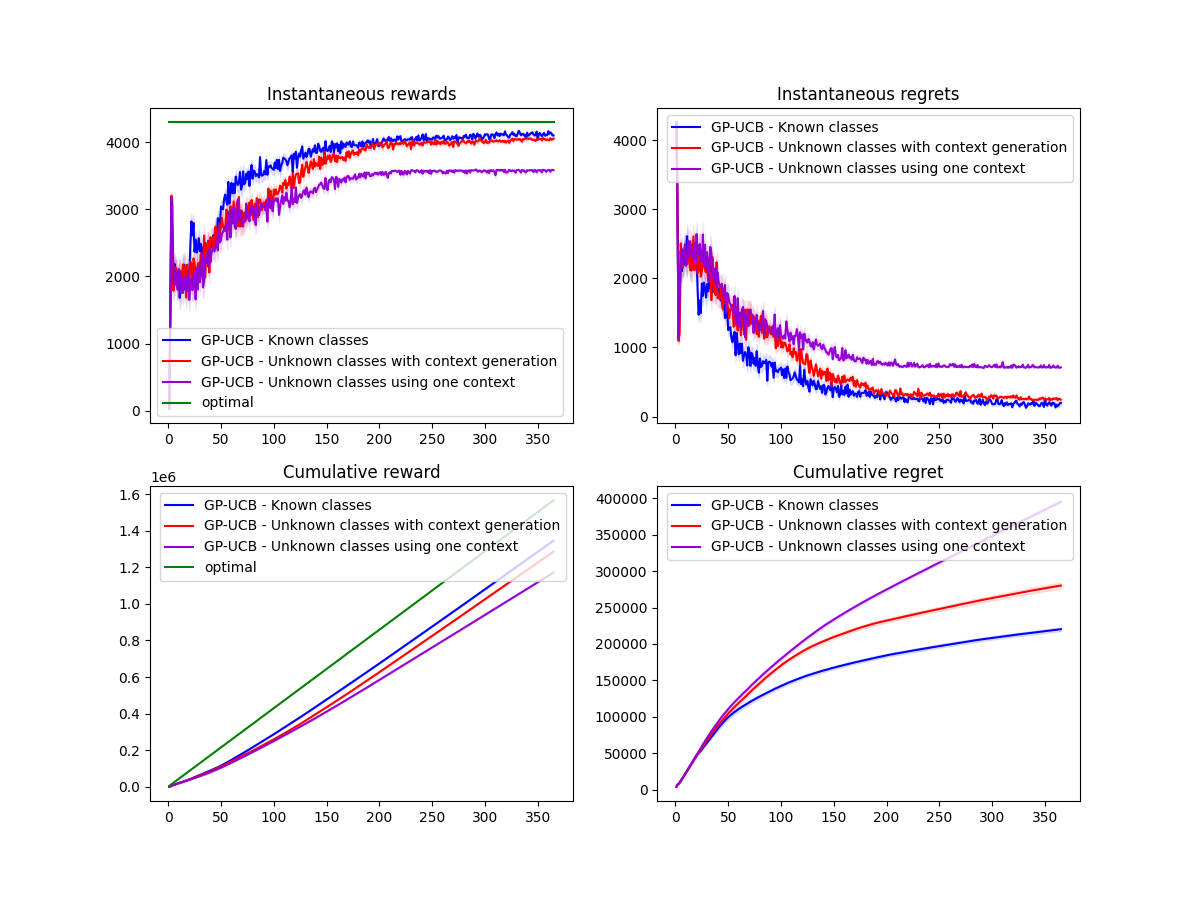 Instantaneous rewards
4000
3000
2000
1000
0
GP-UCB - Known classes
GP-UCB - Unknown classes with context generation
GP-UCB - Unknown classes using one context
optimal
0 50 100 150 200 250 300 350
Instantaneous regrets
4000
3000
2000
1000
0
GP-UCB - Known classes
GP-UCB - Unknown classes with context generation
GP-UCB - Unknown classes using one context
0 50 100 150 200 250 300 350
Cumulative reward
1e6
1.6
1.4
1.2
1.0
0.8
0.6
0.4
0.2
0.0
GP-UCB - Known classes
GP-UCB - Unknown classes with context generation
GP-UCB - Unknown classes using one context
optimal
0 50 100 150 200 250 300 350
Cumulative regret
400000
350000
300000
250000
200000
150000
100000
50000
0
GP-UCB - Known classes
GP-UCB - Unknown classes with context generation
GP-UCB - Unknown classes using one context
0 50 100 150 200 250 300 350